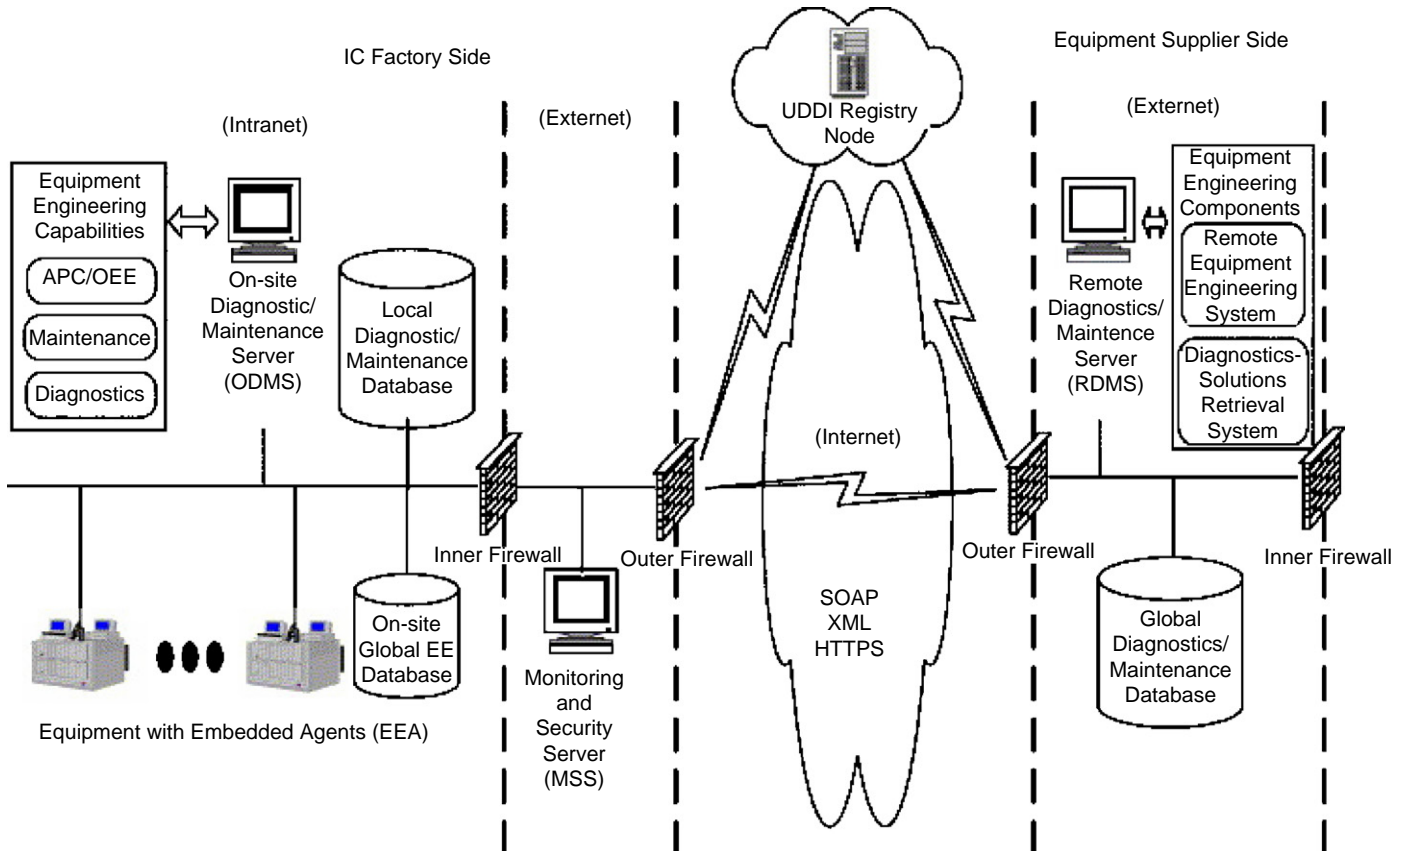 IC Factory Side
Equipment Supplier Side
(Intranet)
(External)
UDDI Registry
Node
(External)
Equipment
Engineering
Capabilities
APC/OEE
Maintenance
Diagnostics
On-site
Diagnostic/
Maintenance
Server
(ODMS)
Local
Diagnostic/
Maintenance
Database
(Internet)
Remote
Diagnostics/
Maintence
Server
(RDMS)
Equipment
Engineering
Components
Remote
Equipment
Engineering
System
Diagnostics-
Solutions
Retrieval
System
Inner Firewall
Outer Firewall
Outer Firewall
Inner Firewall
On-site
Global EE
Database
Equipment with Embedded Agents (EEA)
Monitoring
and
Security
Server
(MSS)
SOAP
XML
HTTPS
Global
Diagnostics/
Maintenance
Database